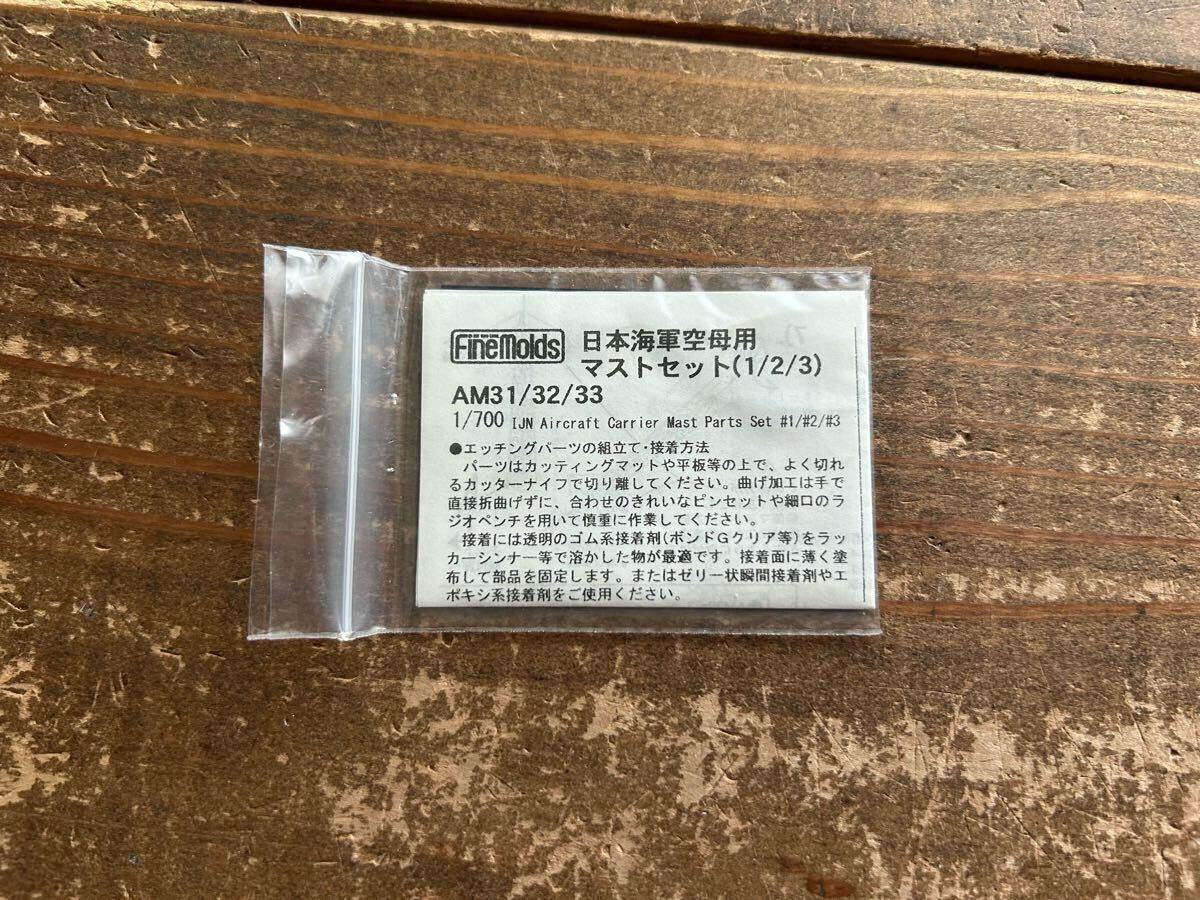 FineMolds
日本海軍空母用
マストセット(1/2/3)
AM31/32/33
1/700 IJN Aircraft Carrier Mast Parts Set #1/#2/#3
●エッチングパーツの組立て・接着方法
パーツはカッティングマットや平板等の上で、よく切れ
るカッターナイフで切り離してください。曲げ加工は手で
直接折曲げずに、合わせのきれいなピンセットや細口のラ
ジオペンチを用いて慎重に作業してください。
接着には透明のゴム系接着剤(ボンドGクリア等)をラッ
カーシンナー等で溶かした物が最適です。接着面に薄く塗
布して部品を固定します。またはゼリー状瞬間接着剤やエ
ポキシ系接着剤をご使用ください。